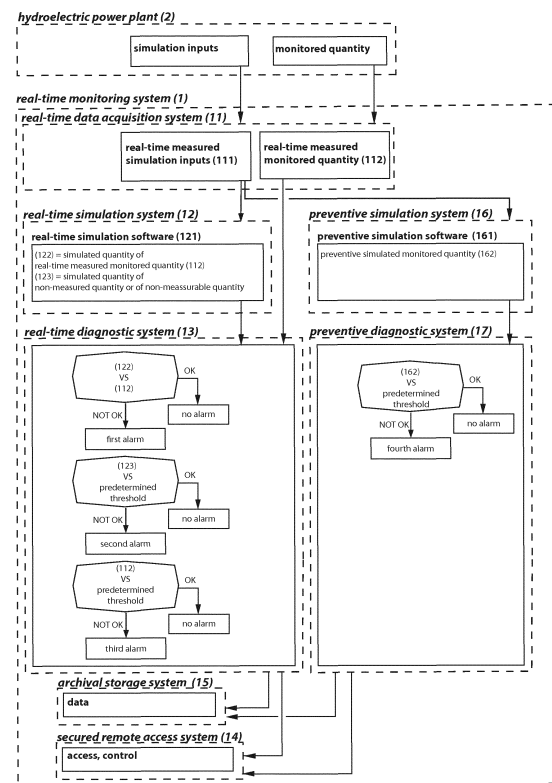 hydroelectric power plant (2)
simulation inputs
monitored quantity
real-time monitoring system (1)
real-time data acquisition system (11)
real-time measured
simulation inputs (111)
real-time measured
monitored quantity (112)
real-time simulation system (12)
real-time simulation software (121)
(122) = simulated quantity of
real-time measured monitored quantity (112)
(123) = simulated quantity of
non-measured quantity or of non-meassurable quantity
preventive simulation system (16)
preventive simulation software (161)
preventive simulated monitored quantity (162)
real-time diagnostic system (13)
(122)
VS
(112)
OK
no alarm
NOT OK
first alarm
(123)
VS
predetermined
threshold
OK
no alarm
NOT OK
second alarm
(112)
VS
predetermined
threshold
OK
no alarm
NOT OK
third alarm
preventive diagnostic system (17)
(162)
VS
predetermined
threshold
OK
no alarm
NOT OK
fourth alarm
archival storage system (15)
data
secured remote access system (14)
access, control